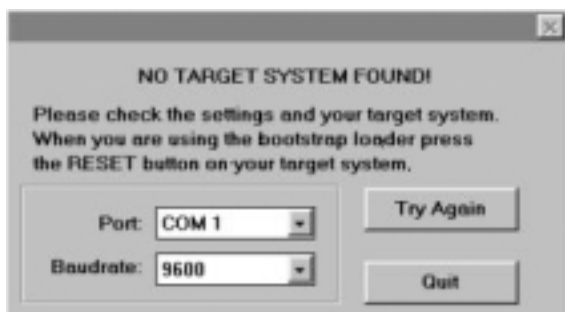 NO TARGET SYSTEM FOUND!
Please check the settings and your target system.
When you are using the bootstrap loader press
the RESET button on your target system.
Port: COM 1
Try Again
Baudrate: 9600
Quit